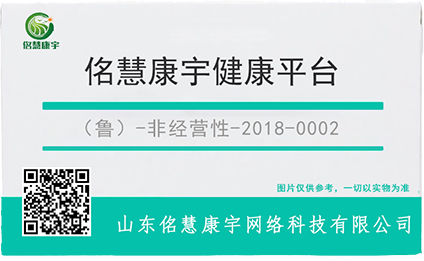 佲慧康宇
佲慧康宇健康平台
（鲁）-非经营性-2018-0002
图片仅供参考，一切以实物为准
山东佲慧康宇网络科技有限公司